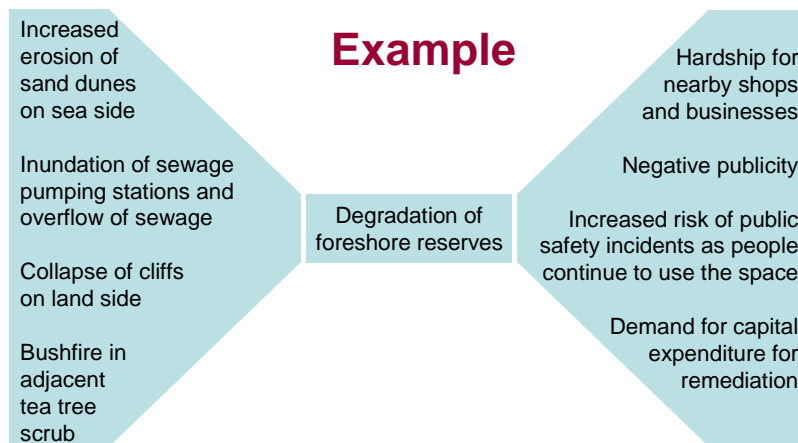 Example
Increased
erosion of
sand dunes
on sea side
Inundation of sewage
pumping stations and
overflow of sewage
Collapse of cliffs
on land side
Bushfire in
adjacent
tea tree
scrub
Degradation of
foreshore reserves
Hardship for
nearby shops
and businesses
Negative publicity
Increased risk of public
safety incidents as people
continue to use the space
Demand for capital
expenditure for
remediation